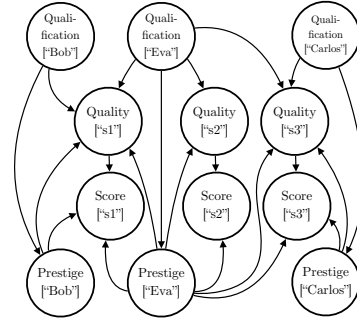 Quali-
fication
["Bob"]
Quali-
fication
["Eva"]
Quali-
fication
["Carlos"]
Quality
["s1"]
Quality
["s2"]
Quality
["s3"]
Score
["s1"]
Score
["s2"]
Score
["s3"]
Prestige
["Bob"]
Prestige
["Eva"]
Prestige
["Carlos"]